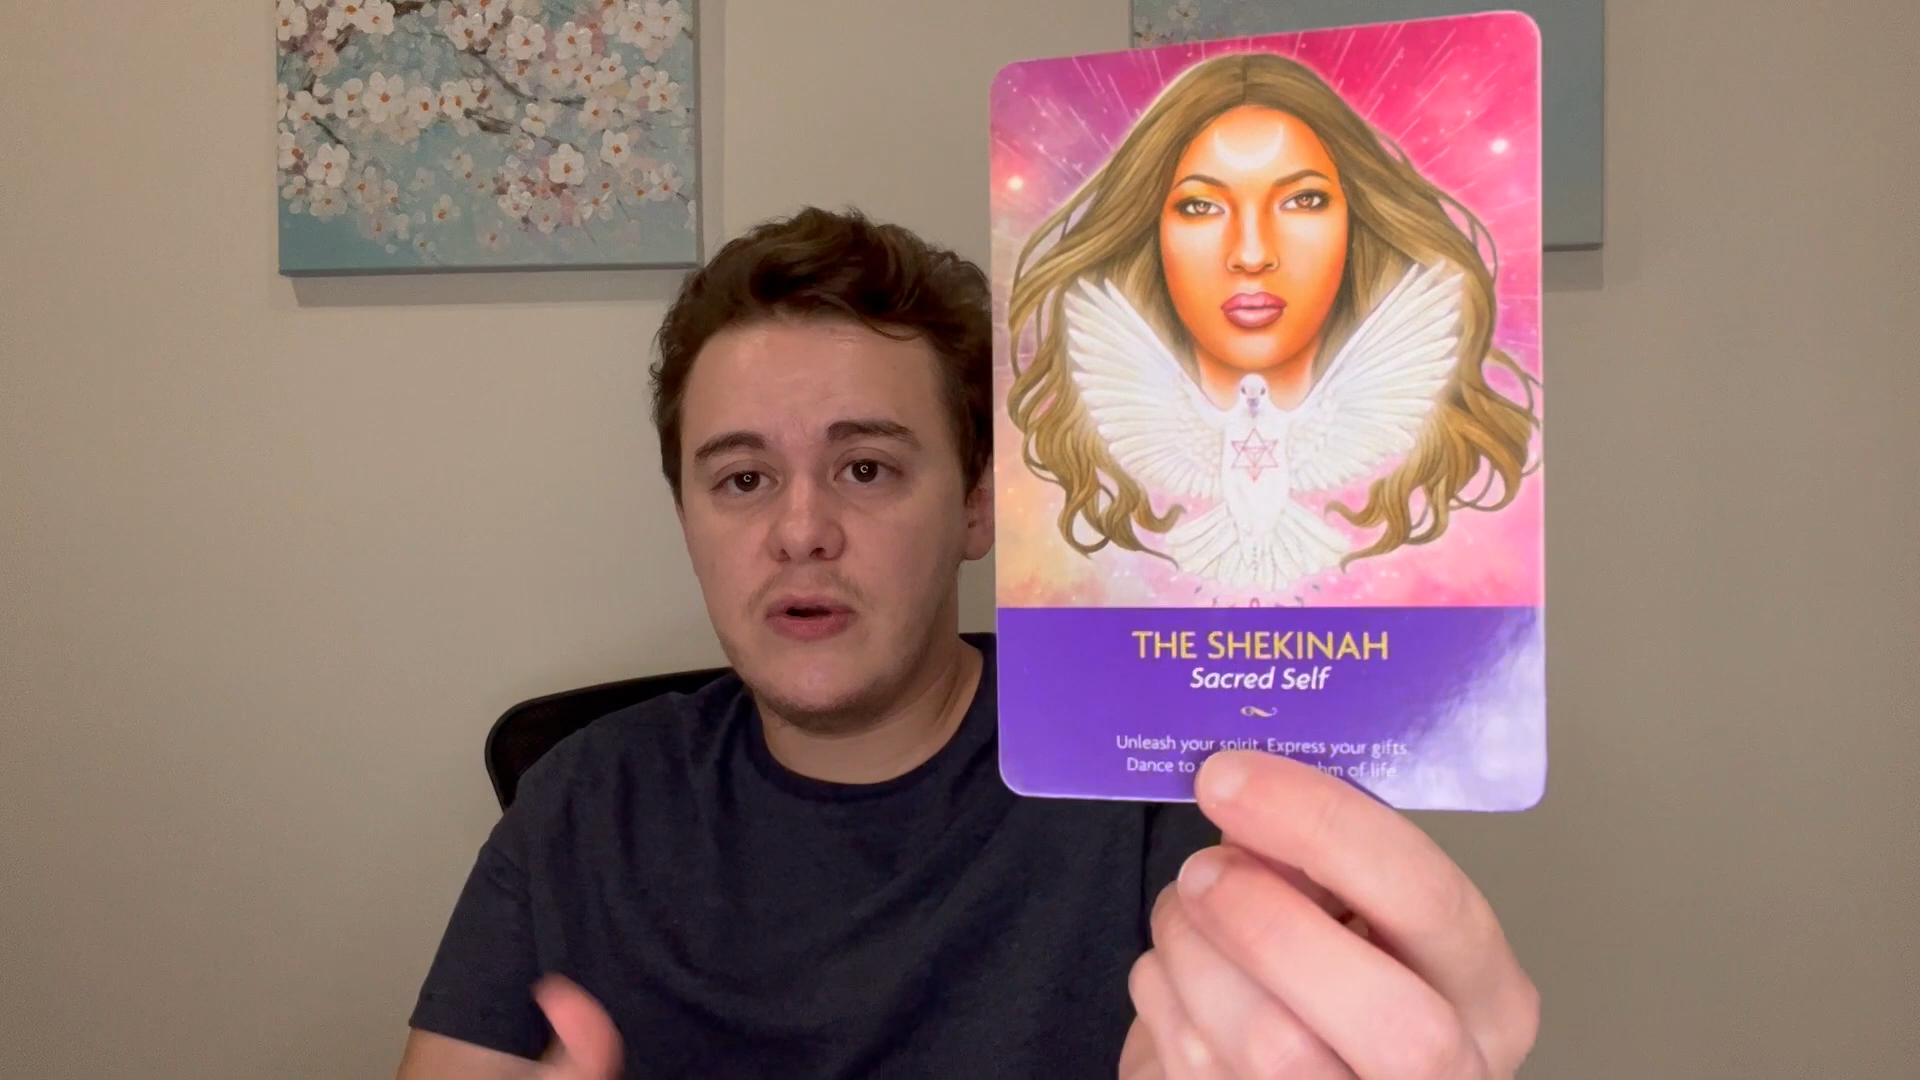 THE SHEKINAH
Sacred Self
Unleash your spirit. Express your gifts.
Dance to of life.